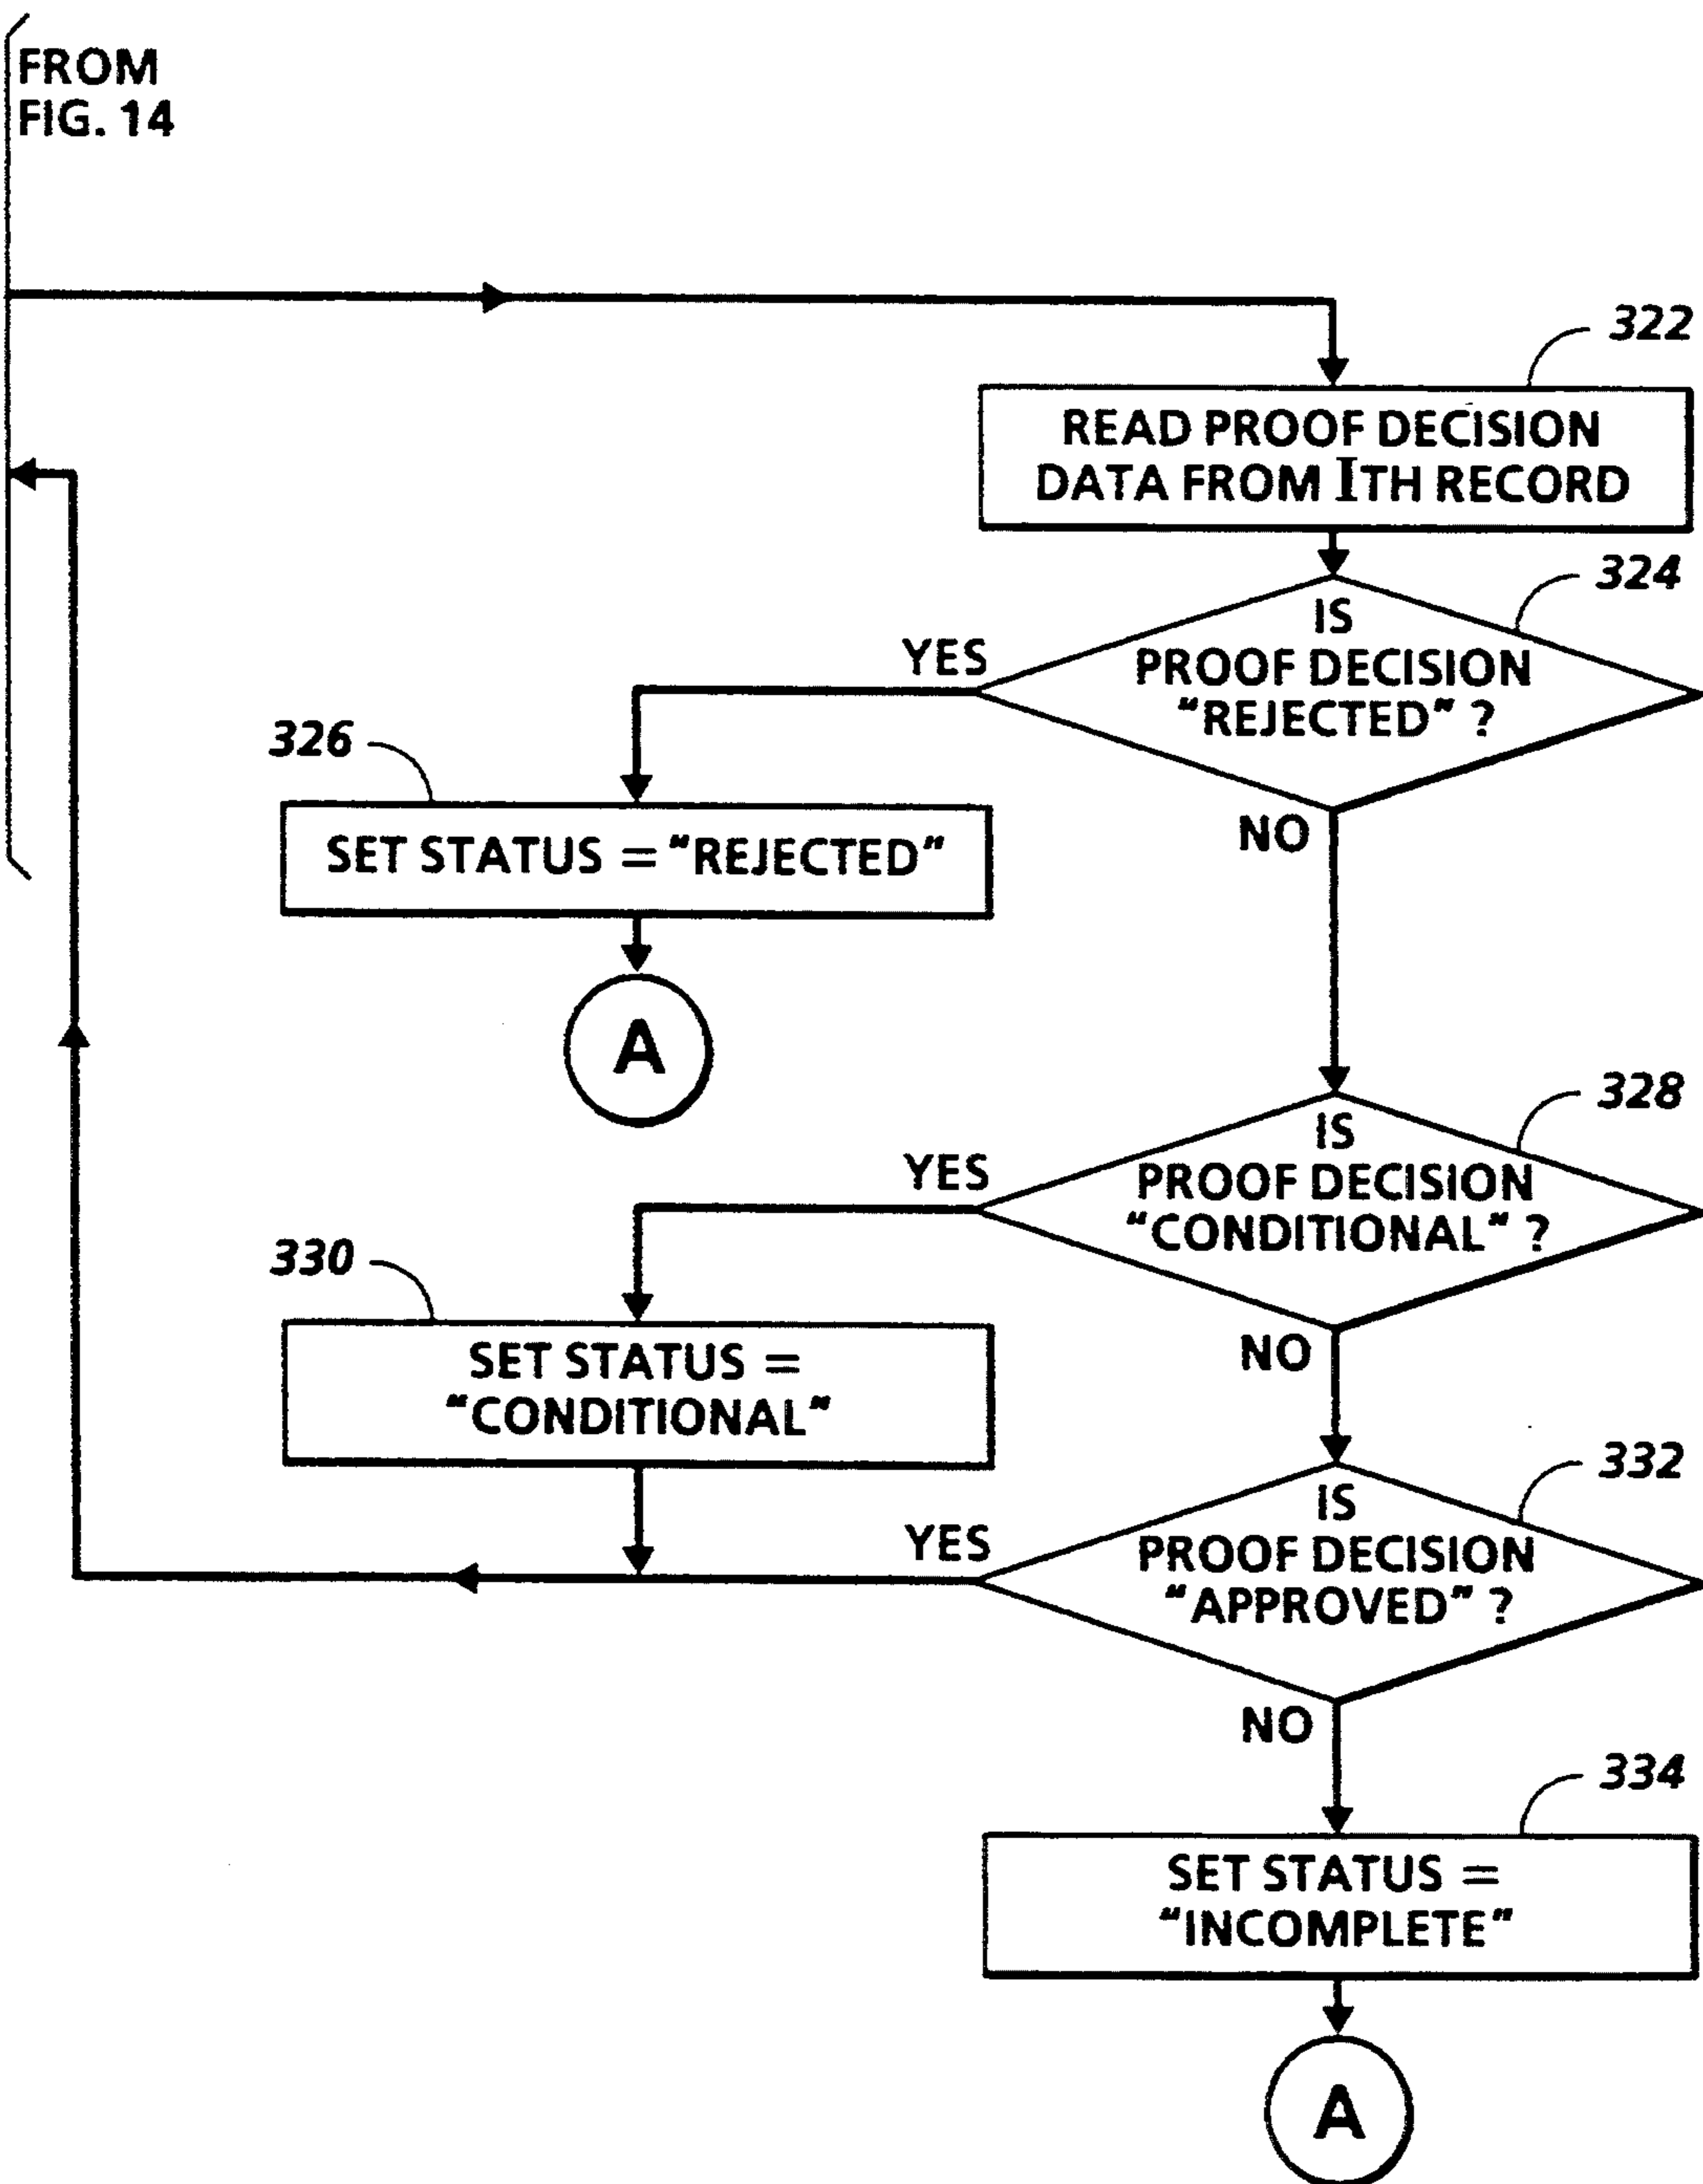 FROM
FIG. 14
322
READ PROOF DECISION
DATA FROM ITH RECORD
324
IS
PROOF DECISION
"REJECTED" ?
YES
NO
326
SET STATUS = "REJECTED"
A
328
IS
PROOF DECISION
"CONDITIONAL" ?
YES
NO
330
SET STATUS =
"CONDITIONAL"
332
IS
PROOF DECISION
"APPROVED" ?
YES
NO
334
SET STATUS =
"INCOMPLETE"
A